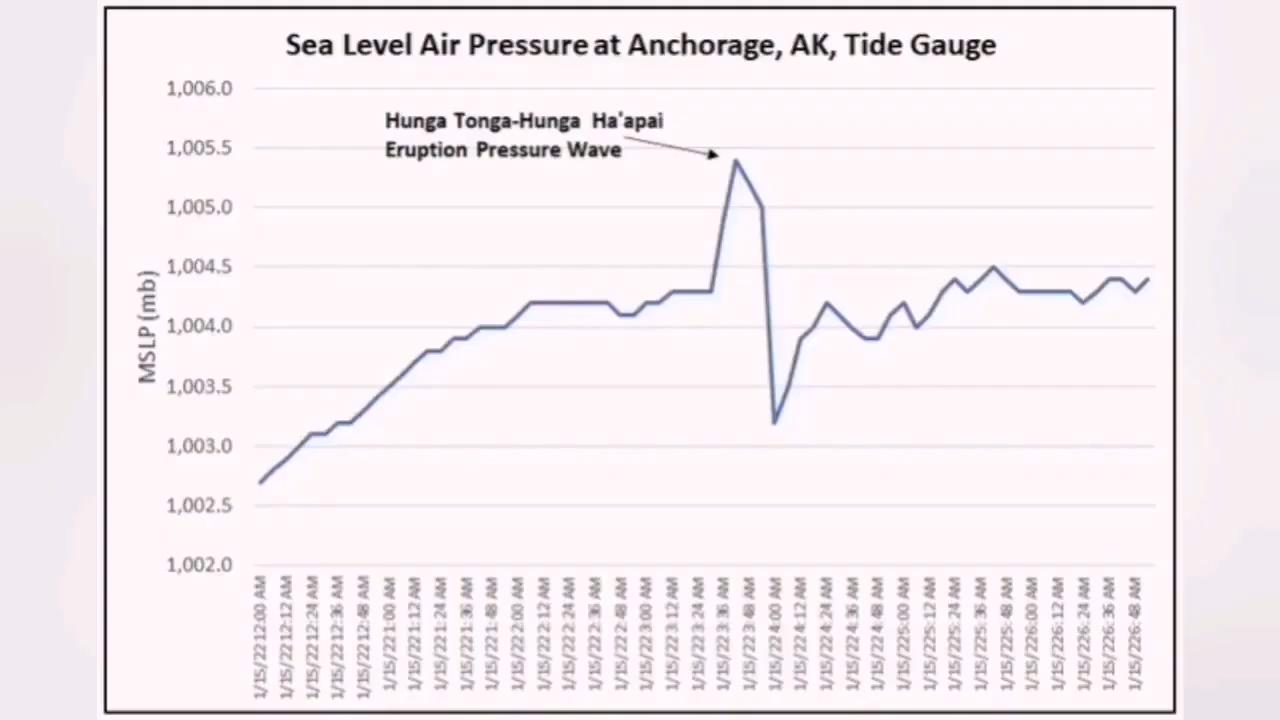 Sea Level Air Pressure at Anchorage, AK, Tide Gauge
1,006.0
Hunga Tonga-Hunga Ha'apai
Eruption Pressure Wave
1,005.5
1,005.0
1,004.5
MSLP (mb)
1,004.0
1,003.5
1,003.0
1,002.5
1,002.0
1/15/22 12:00 AM
1/15/22 12:12 AM
1/15/22 12:24 AM
1/15/22 12:36 AM
1/15/22 12:48 AM
1/15/22 1:00 AM
1/15/22 1:12 AM
1/15/22 1:24 AM
1/15/22 1:36 AM
1/15/22 1:48 AM
1/15/22 2:00 AM
1/15/22 2:12 AM
1/15/22 2:24 AM
1/15/22 2:36 AM
1/15/22 2:48 AM
1/15/22 3:00 AM
1/15/22 3:12 AM
1/15/22 3:24 AM
1/15/22 3:36 AM
1/15/22 3:48 AM
1/15/22 4:00 AM
1/15/22 4:12 AM
1/15/22 4:24 AM
1/15/22 4:36 AM
1/15/22 4:48 AM
1/15/22 5:00 AM
1/15/22 5:12 AM
1/15/22 5:24 AM
1/15/22 5:36 AM
1/15/22 5:48 AM
1/15/22 6:00 AM
1/15/22 6:12 AM
1/15/22 6:24 AM
1/15/22 6:36 AM
1/15/22 6:48 AM